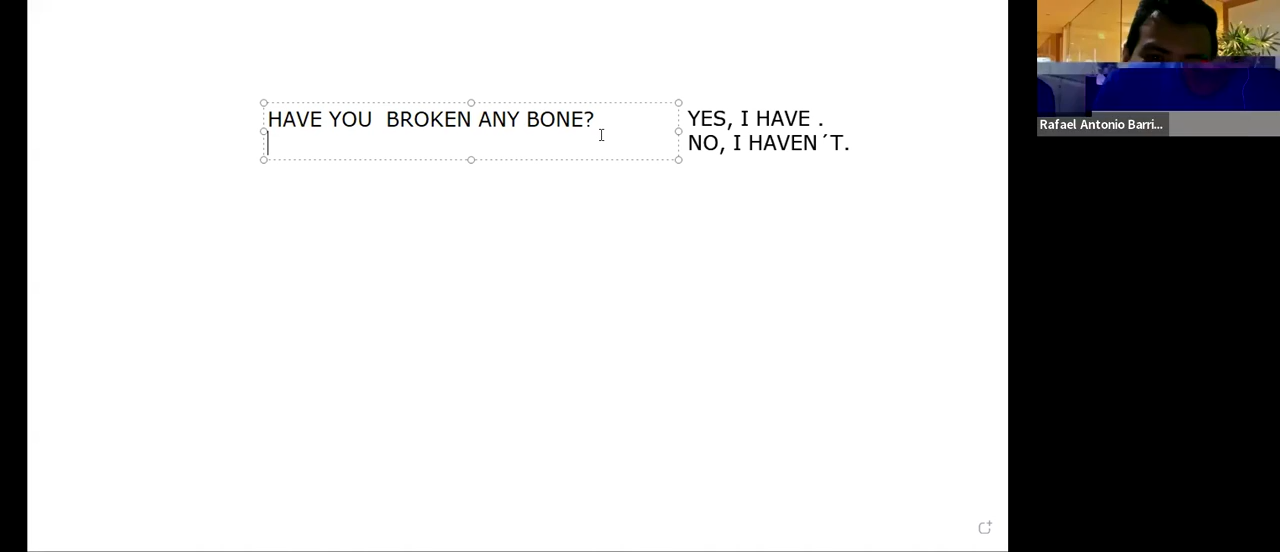 HAVE YOU  BROKEN ANY BONE?
YES, I HAVE .
NO, I HAVEN´T.
Rafael Antonio Barri...